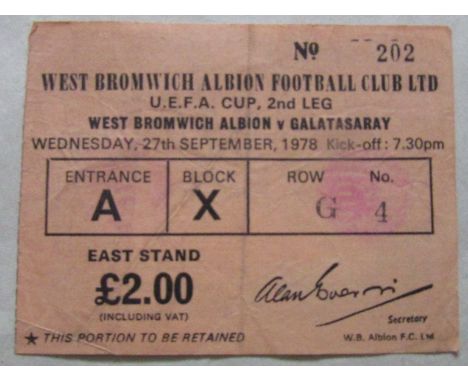 Nº 202
WEST BROMWICH ALBION FOOTBALL CLUB LTD
U.E.F.A. CUP, 2nd LEG
WEST BROMWICH ALBION v GALATASARAY
WEDNESDAY, 27th SEPTEMBER, 1978 Kick-off : 7.30pm
ENTRANCE BLOCK ROW No.
A X G 4
EAST STAND
£2.00
(INCLUDING VAT)
Secretary
★ THIS PORTION TO BE RETAINED W.B. Albion F.C. Ltd